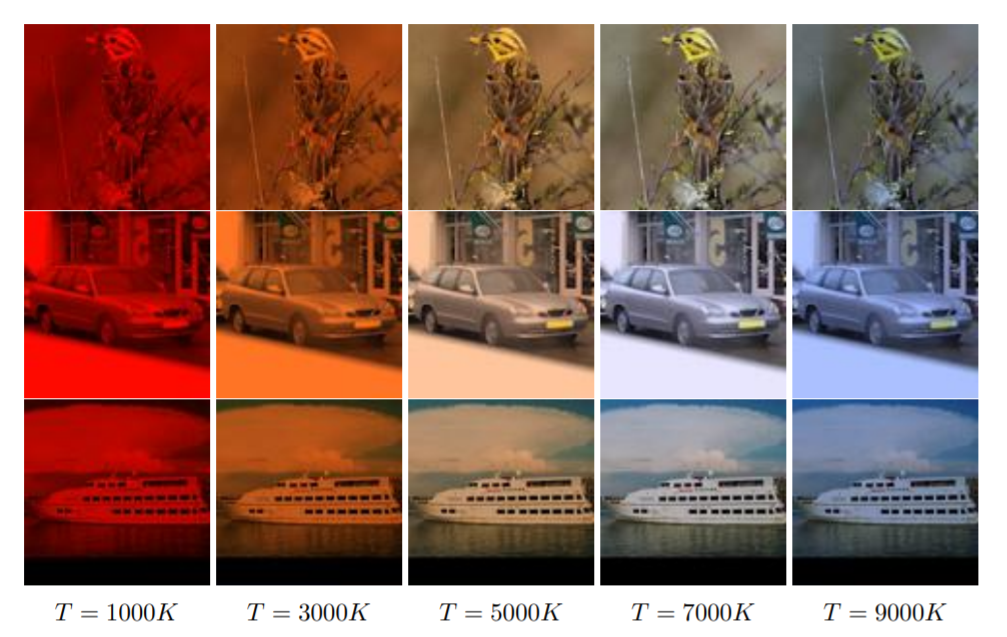 T = 1000K T = 3000K T = 5000K T = 7000K T = 9000K